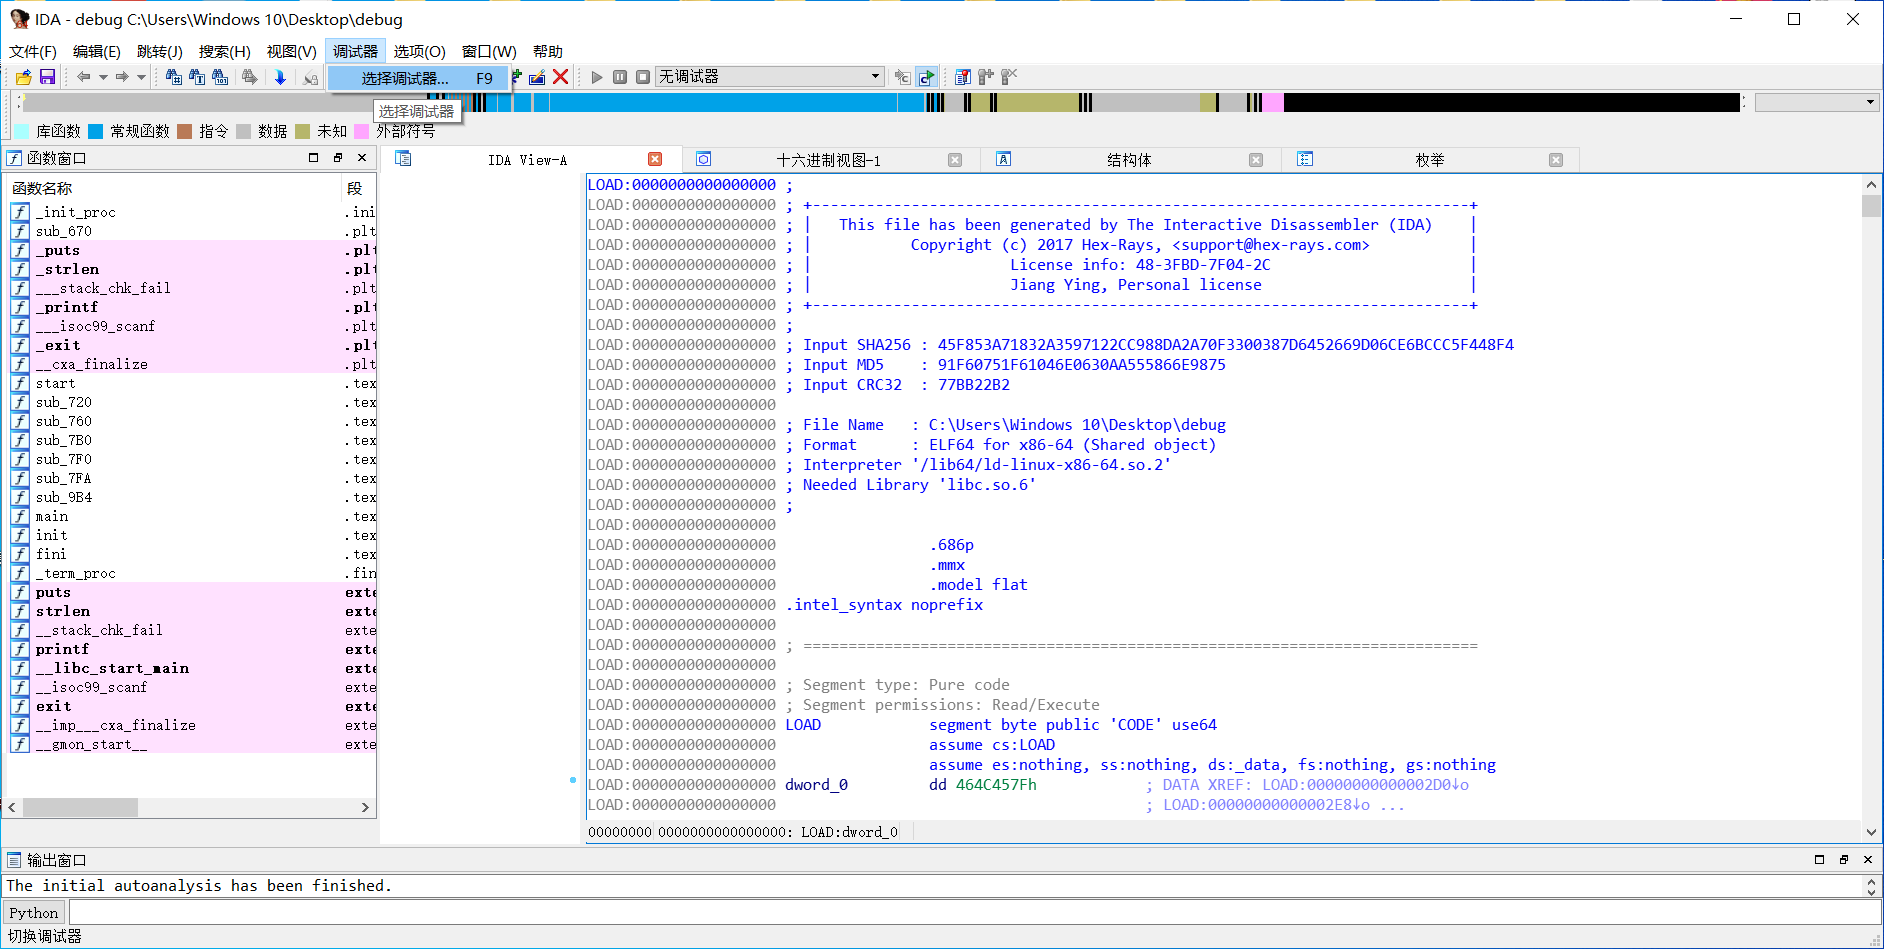 IDA - debug C:\Users\Windows 10\Desktop\debug
文件(F) 编辑(E) 跳转(J) 搜索(H) 视图(V) 调试器 选项(O) 窗口(W) 帮助
选择调试器... F9
无调试器
选择调试器
库函数 常规函数 指令 数据 未知 外部符号
函数窗口
函数名称 段
_init_proc .ini
sub_670 .plt
_puts .plt
_strlen .plt
___stack_chk_fail .plt
_printf .plt
___isoc99_scanf .plt
_exit .plt
__cxa_finalize .plt
start .tex
sub_720 .tex
sub_760 .tex
sub_7B0 .tex
sub_7F0 .tex
sub_7FA .tex
sub_9B4 .tex
main .tex
init .tex
fini .tex
_term_proc .fin
puts exte
strlen exte
__stack_chk_fail exte
printf exte
__libc_start_main exte
__isoc99_scanf exte
exit exte
__imp___cxa_finalize exte
__gmon_start__ exte
IDA View-A 十六进制视图-1 结构体 枚举
LOAD:0000000000000000 ;
LOAD:0000000000000000 ; +-------------------------------------------------------------------------+
LOAD:0000000000000000 ; | This file has been generated by The Interactive Disassembler (IDA) |
LOAD:0000000000000000 ; | Copyright (c) 2017 Hex-Rays, <support@hex-rays.com> |
LOAD:0000000000000000 ; | License info: 48-3FBD-7F04-2C |
LOAD:0000000000000000 ; | Jiang Ying, Personal license |
LOAD:0000000000000000 ; +-------------------------------------------------------------------------+
LOAD:0000000000000000 ;
LOAD:0000000000000000 ; Input SHA256 : 45F853A71832A3597122CC988DA2A70F3300387D6452669D06CE6BCCC5F448F4
LOAD:0000000000000000 ; Input MD5 : 91F60751F61046E0630AA555866E9875
LOAD:0000000000000000 ; Input CRC32 : 77BB22B2
LOAD:0000000000000000
LOAD:0000000000000000 ; File Name : C:\Users\Windows 10\Desktop\debug
LOAD:0000000000000000 ; Format : ELF64 for x86-64 (Shared object)
LOAD:0000000000000000 ; Interpreter '/lib64/ld-linux-x86-64.so.2'
LOAD:0000000000000000 ; Needed Library 'libc.so.6'
LOAD:0000000000000000 ;
LOAD:0000000000000000
LOAD:0000000000000000 .686p
LOAD:0000000000000000 .mmx
LOAD:0000000000000000 .model flat
LOAD:0000000000000000 .intel_syntax noprefix
LOAD:0000000000000000
LOAD:0000000000000000 ; ===========================================================================
LOAD:0000000000000000
LOAD:0000000000000000 ; Segment type: Pure code
LOAD:0000000000000000 ; Segment permissions: Read/Execute
LOAD:0000000000000000 LOAD segment byte public 'CODE' use64
LOAD:0000000000000000 assume cs:LOAD
LOAD:0000000000000000 assume es:nothing, ss:nothing, ds:_data, fs:nothing, gs:nothing
LOAD:0000000000000000 dword_0 dd 464C457Fh ; DATA XREF: LOAD:00000000000002D0↓o
LOAD:0000000000000000 ; LOAD:00000000000002E8↓o ...
00000000 0000000000000000: LOAD:dword_0
输出窗口
The initial autoanalysis has been finished.
Python
切换调试器